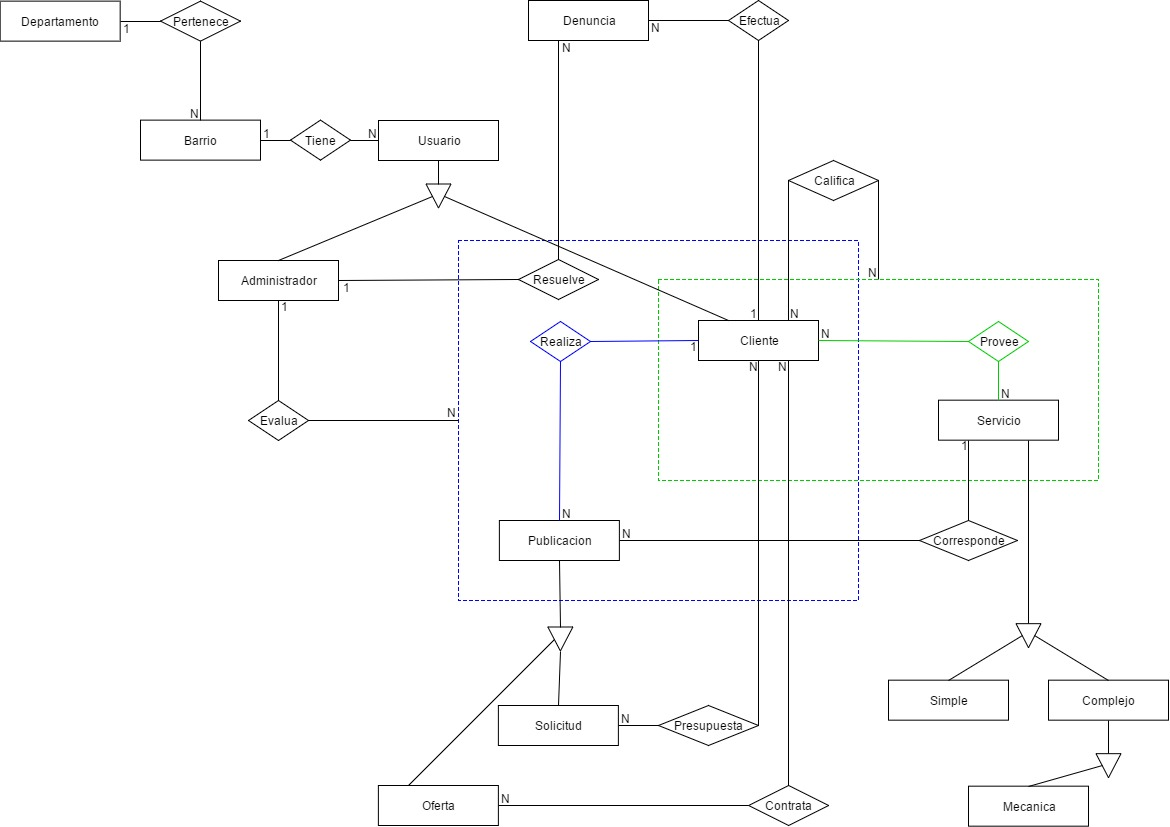 Departamento
1
Pertenece
Denuncia
N
Efectua
N
N
Barrio
1
Tiene
N
Usuario
Califica
N
Administrador
1
Resuelve
1
1
N
Realiza
1
Cliente
N
Provee
N
N
N
Evalua
N
Servicio
1
N
Publicacion
N
Corresponde
Simple
Complejo
Solicitud
N
Presupuesta
Oferta
N
Contrata
Mecanica